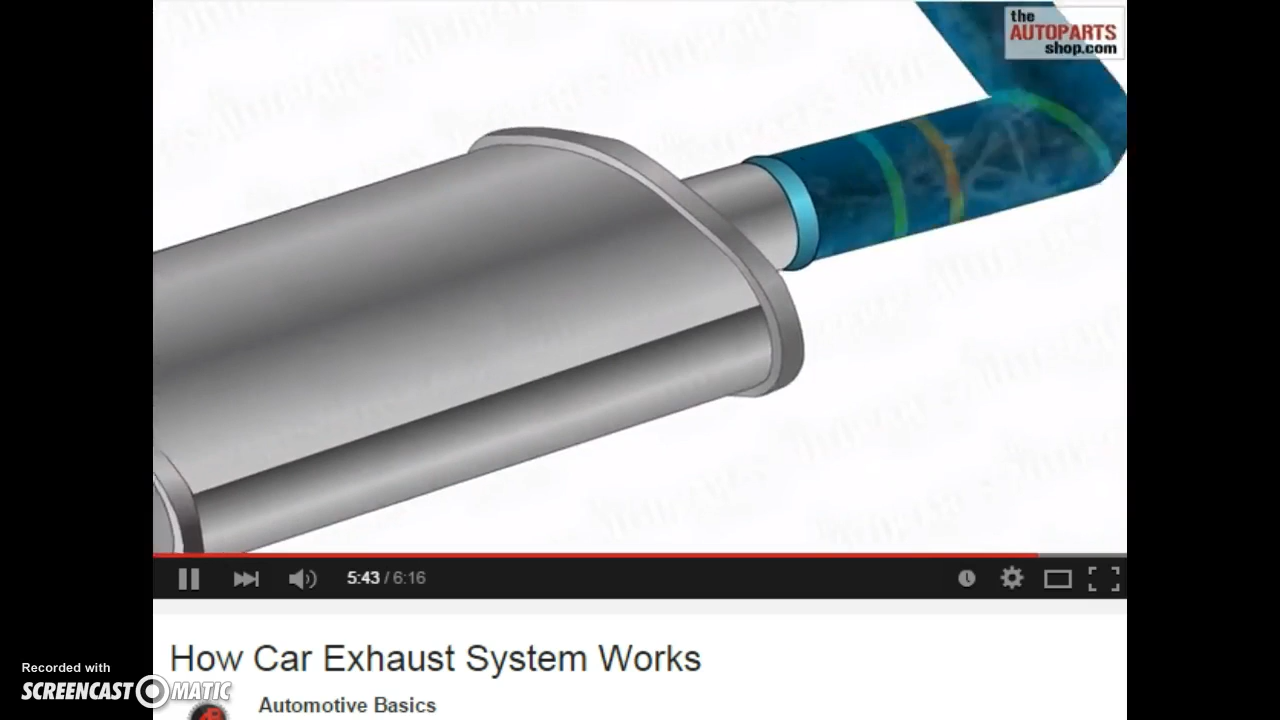 the
AUTOPARTS
shop.com
5:43 / 6:16
How Car Exhaust System Works
Recorded with
SCREENCAST MATIC
Automotive Basics